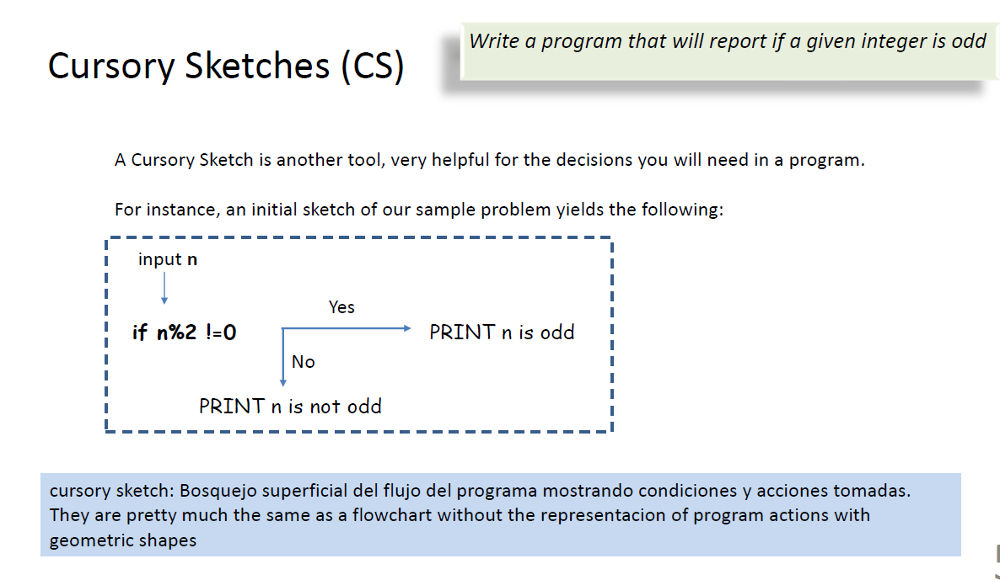 Write a program that will report if a given integer is odd
Cursory Sketches (CS)
A Cursory Sketch is another tool, very helpful for the decisions you will need in a program.
For instance, an initial sketch of our sample problem yields the following:
input n
Yes
if n%2 !=0
PRINT n is odd
No
PRINT n is not odd
cursory sketch: Bosquejo superficial del flujo del programa mostrando condiciones y acciones tomadas.
They are pretty much the same as a flowchart without the representacion of program actions with
geometric shapes